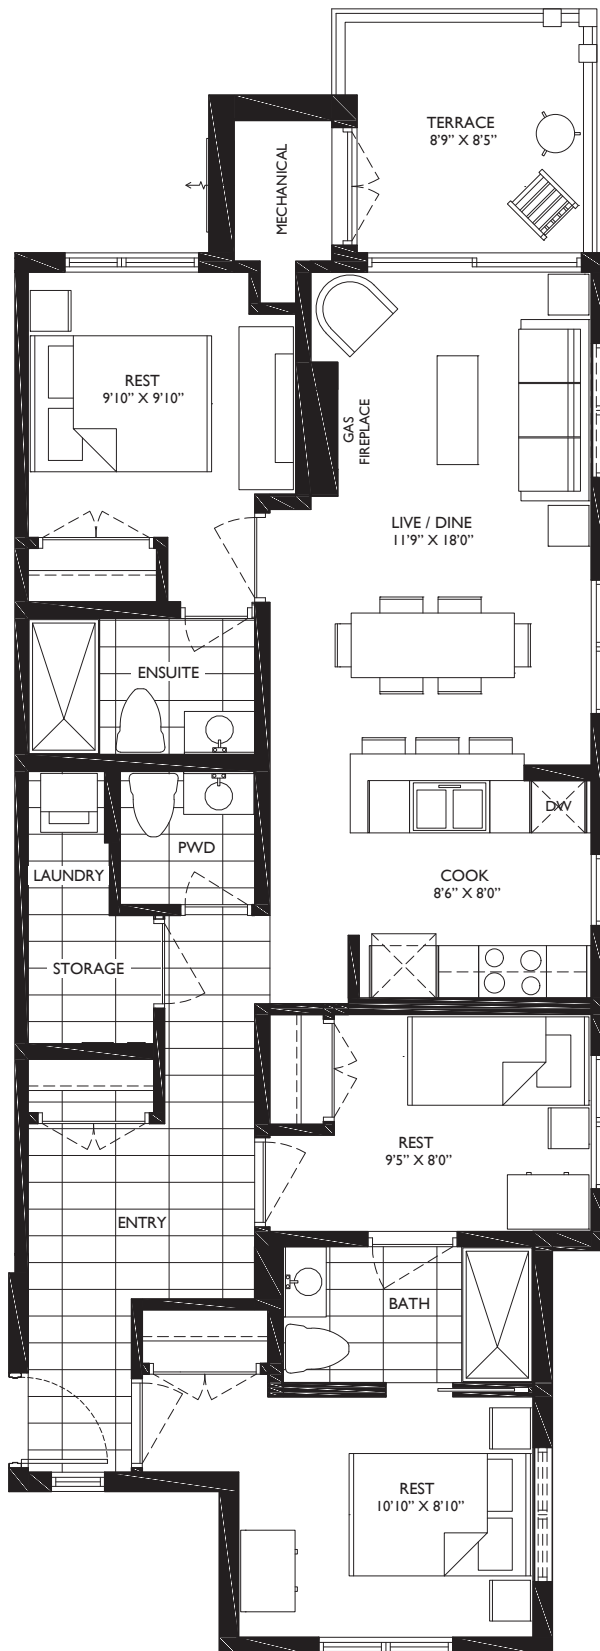 TERRACE
8'9" X 8'5"
MECHANICAL
REST
9'10" X 9'10"
GAS
FIREPLACE
LIVE / DINE
11'9" X 18'0"
ENSUITE
DW
PWD
LAUNDRY
COOK
8'6" X 8'0"
STORAGE
REST
9'5" X 8'0"
ENTRY
BATH
REST
10'10" X 8'10"